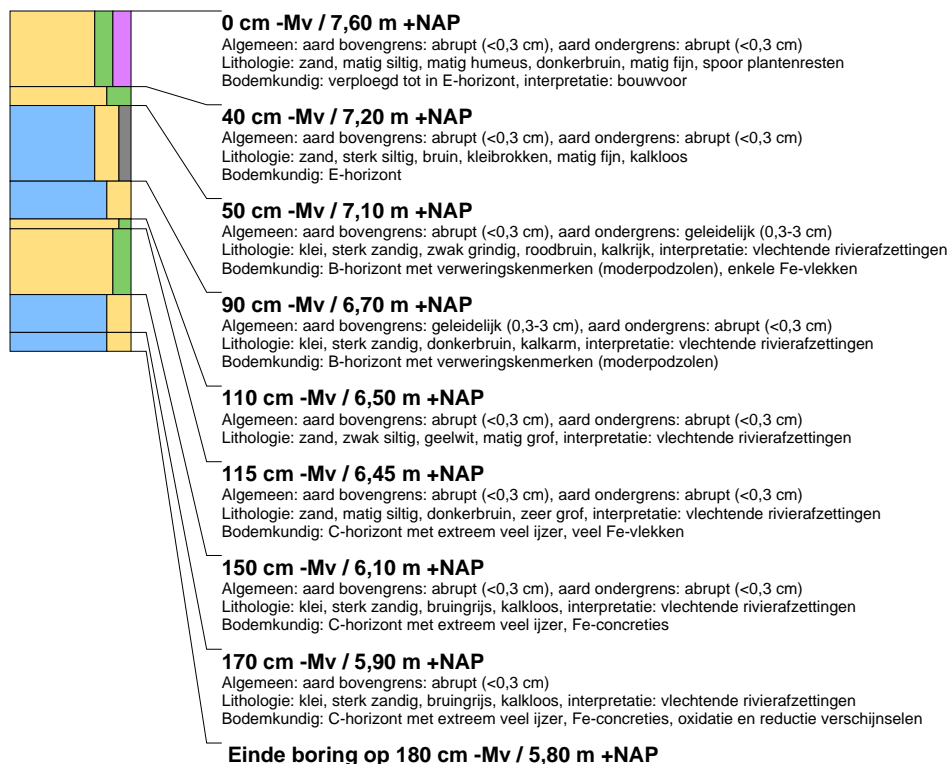 0 cm -Mv / 7,60 m +NAP
Algemeen: aard bovengrens: abrupt (<0,3 cm), aard ondergrens: abrupt (<0,3 cm)
Lithologie: zand, matig siltig, matig humeus, donkerbruin, matig fijn, spoor plantenresten
Bodemkundig: verploegd tot in E-horizont, interpretatie: bouwvoor
40 cm -Mv / 7,20 m +NAP
Algemeen: aard bovengrens: abrupt (<0,3 cm), aard ondergrens: abrupt (<0,3 cm)
Lithologie: zand, sterk siltig, bruin, kleibrokken, matig fijn, kalkloos
Bodemkundig: E-horizont
50 cm -Mv / 7,10 m +NAP
Algemeen: aard bovengrens: abrupt (<0,3 cm), aard ondergrens: geleidelijk (0,3-3 cm)
Lithologie: klei, sterk zandig, zwak grindig, roodbruin, kalkrijk, interpretatie: vlechtende rivierafzettingen
Bodemkundig: B-horizont met verweringskenmerken (moderpodzolen), enkele Fe-vlekken
90 cm -Mv / 6,70 m +NAP
Algemeen: aard bovengrens: geleidelijk (0,3-3 cm), aard ondergrens: abrupt (<0,3 cm)
Lithologie: klei, sterk zandig, donkerbruin, kalkarm, interpretatie: vlechtende rivierafzettingen
Bodemkundig: B-horizont met verweringskenmerken (moderpodzolen)
110 cm -Mv / 6,50 m +NAP
Algemeen: aard bovengrens: abrupt (<0,3 cm), aard ondergrens: abrupt (<0,3 cm)
Lithologie: zand, zwak siltig, geelwit, matig grof, interpretatie: vlechtende rivierafzettingen
115 cm -Mv / 6,45 m +NAP
Algemeen: aard bovengrens: abrupt (<0,3 cm), aard ondergrens: abrupt (<0,3 cm)
Lithologie: zand, matig siltig, donkerbruin, zeer grof, interpretatie: vlechtende rivierafzettingen
Bodemkundig: C-horizont met extreem veel ijzer, veel Fe-vlekken
150 cm -Mv / 6,10 m +NAP
Algemeen: aard bovengrens: abrupt (<0,3 cm), aard ondergrens: abrupt (<0,3 cm)
Lithologie: klei, sterk zandig, bruingrijs, kalkloos, interpretatie: vlechtende rivierafzettingen
Bodemkundig: C-horizont met extreem veel ijzer, Fe-concreties
170 cm -Mv / 5,90 m +NAP
Algemeen: aard bovengrens: abrupt (<0,3 cm)
Lithologie: klei, sterk zandig, bruingrijs, kalkloos, interpretatie: vlechtende rivierafzettingen
Bodemkundig: C-horizont met extreem veel ijzer, Fe-concreties, oxidatie en reductie verschijnselen
Einde boring op 180 cm -Mv / 5,80 m +NAP